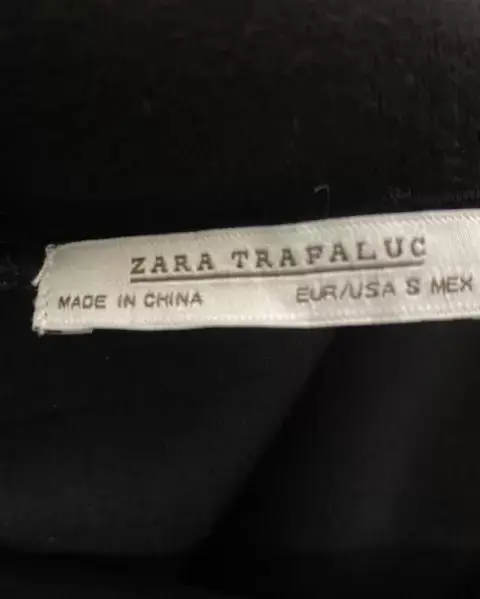 ZARA TRAFALUC
MADE IN CHINA EUR/USA S MEX